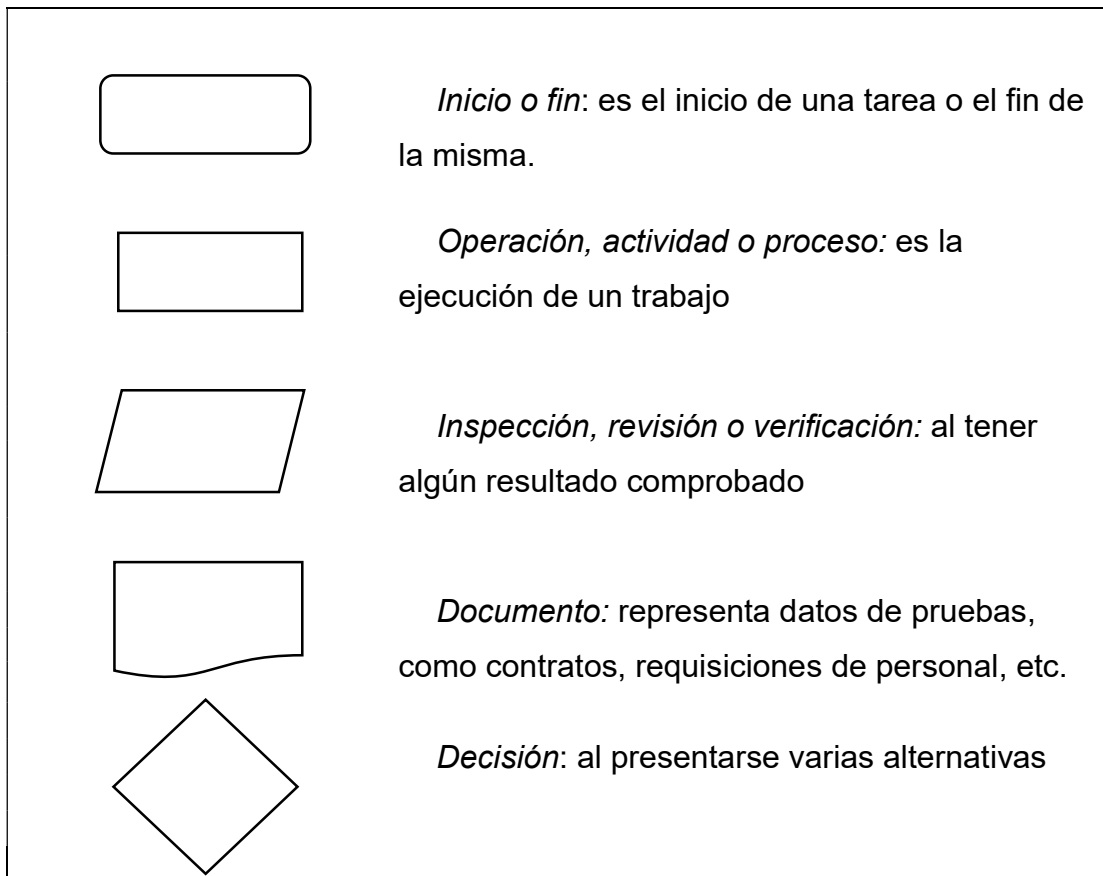 Inicio o fin: es el inicio de una tarea o el fin de
la misma.
Operación, actividad o proceso: es la
ejecución de un trabajo
Inspección, revisión o verificación: al tener
algún resultado comprobado
Documento: representa datos de pruebas,
como contratos, requisiciones de personal, etc.
Decisión: al presentarse varias alternativas